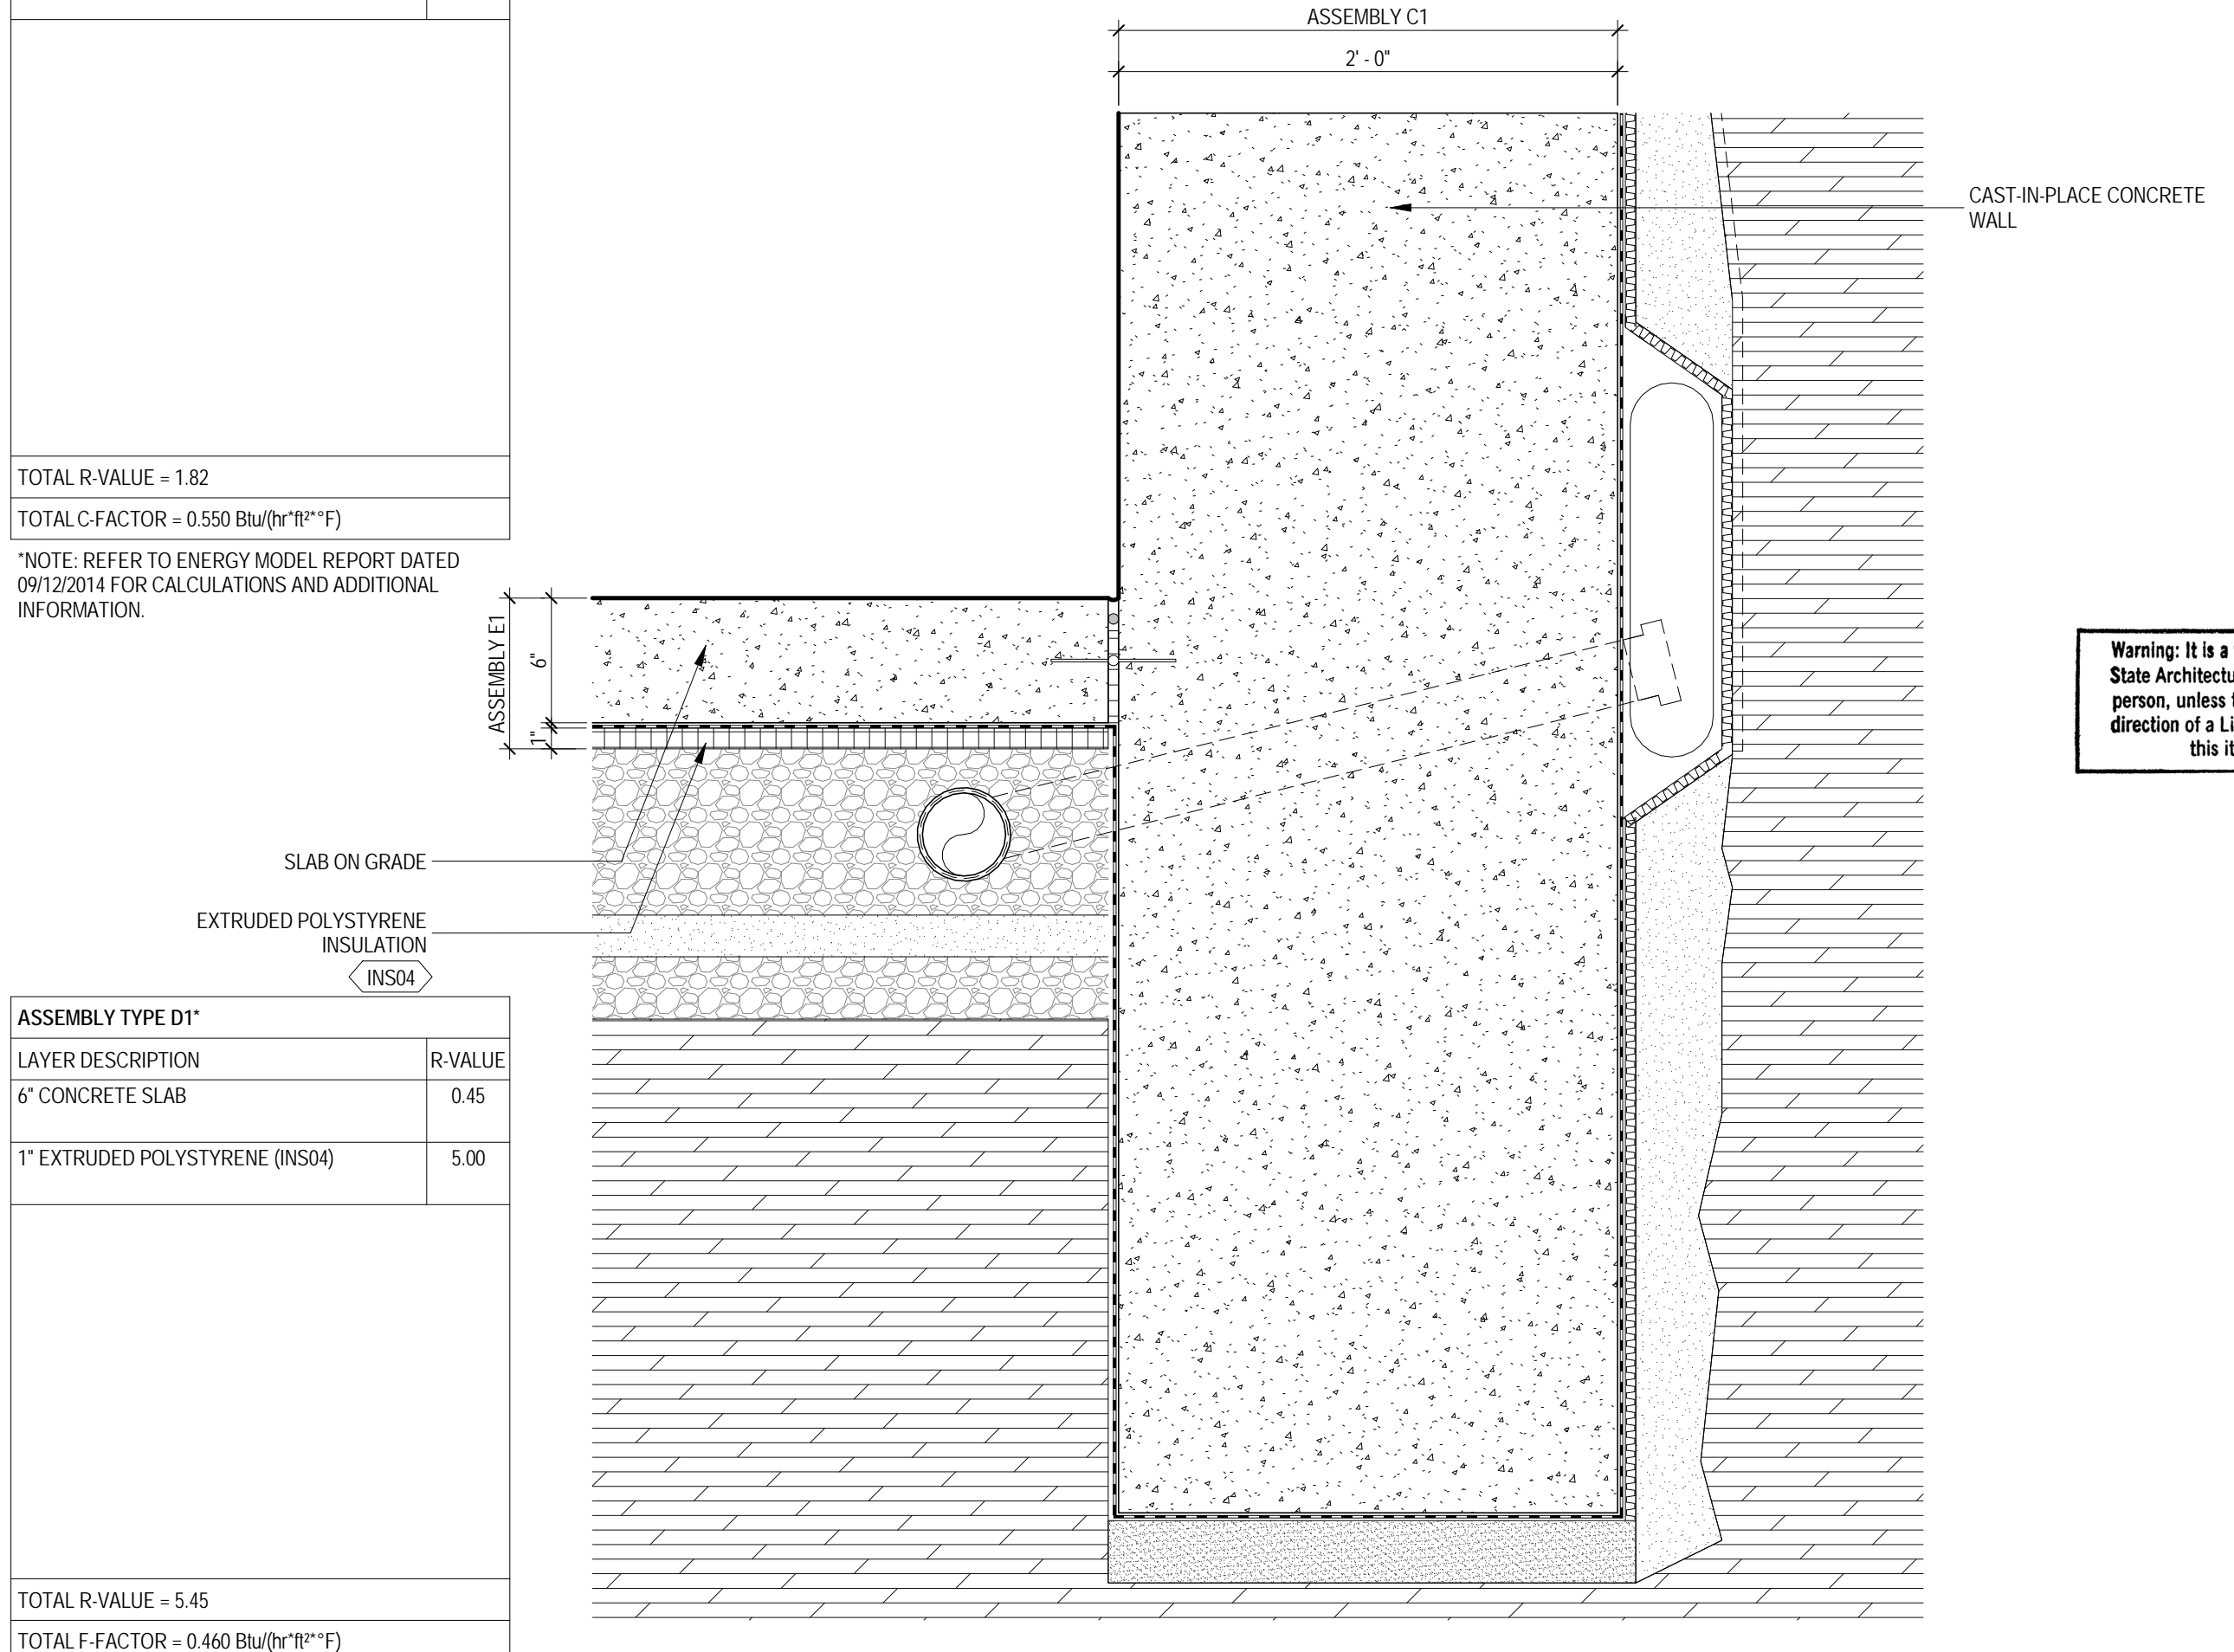 ASSEMBLY C1
2' - 0"
CAST-IN-PLACE CONCRETE
WALL
TOTAL R-VALUE = 1.82
TOTAL C-FACTOR = 0.550 Btu/(hr*ft²*°F)
*NOTE: REFER TO ENERGY MODEL REPORT DATED
09/12/2014 FOR CALCULATIONS AND ADDITIONAL
INFORMATION.
ASSEMBLY E1
6"
1"
Warning: It is a
State Architectu
person, unless t
direction of a Li
this it
SLAB ON GRADE
EXTRUDED POLYSTYRENE
INSULATION
INS04
ASSEMBLY TYPE D1*
LAYER DESCRIPTION R-VALUE
6" CONCRETE SLAB 0.45
1" EXTRUDED POLYSTYRENE (INS04) 5.00
TOTAL R-VALUE = 5.45
TOTAL F-FACTOR = 0.460 Btu/(hr*ft²*°F)